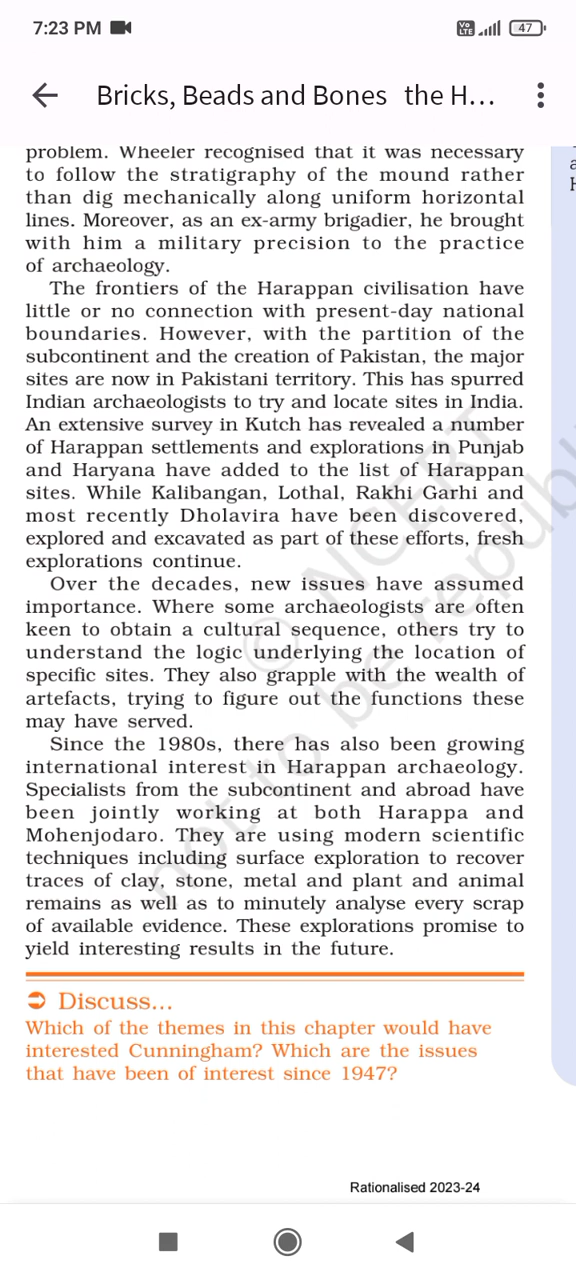 7:23 PM
Vo LTE
47
Bricks, Beads and Bones the H...
problem. Wheeler recognised that it was necessary
to follow the stratigraphy of the mound rather
than dig mechanically along uniform horizontal
lines. Moreover, as an ex-army brigadier, he brought
with him a military precision to the practice
of archaeology.
The frontiers of the Harappan civilisation have
little or no connection with present-day national
boundaries. However, with the partition of the
subcontinent and the creation of Pakistan, the major
sites are now in Pakistani territory. This has spurred
Indian archaeologists to try and locate sites in India.
An extensive survey in Kutch has revealed a number
of Harappan settlements and explorations in Punjab
and Haryana have added to the list of Harappan
sites. While Kalibangan, Lothal, Rakhi Garhi and
most recently Dholavira have been discovered,
explored and excavated as part of these efforts, fresh
explorations continue.
Over the decades, new issues have assumed
importance. Where some archaeologists are often
keen to obtain a cultural sequence, others try to
understand the logic underlying the location of
specific sites. They also grapple with the wealth of
artefacts, trying to figure out the functions these
may have served.
Since the 1980s, there has also been growing
international interest in Harappan archaeology.
Specialists from the subcontinent and abroad have
been jointly working at both Harappa and
Mohenjodaro. They are using modern scientific
techniques including surface exploration to recover
traces of clay, stone, metal and plant and animal
remains as well as to minutely analyse every scrap
of available evidence. These explorations promise to
yield interesting results in the future.
Discuss...
Which of the themes in this chapter would have
interested Cunningham? Which are the issues
that have been of interest since 1947?
Rationalised 2023-24
© NCERT
not to be republ